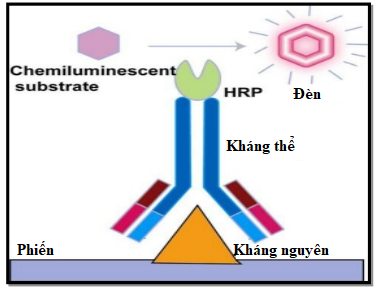 Chemiluminescent
substrate
HRP
Đèn
Kháng thể
Phiến
Kháng nguyên